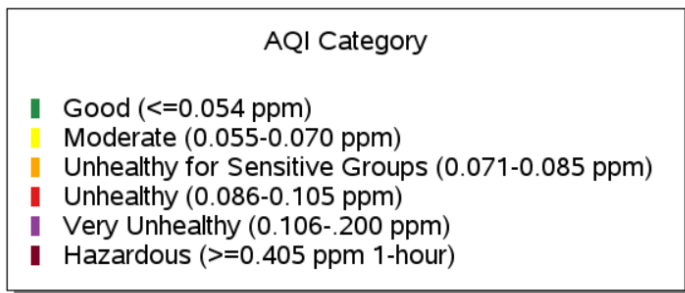 AQI Category
Good (<=0.054 ppm)
Moderate (0.055-0.070 ppm)
Unhealthy for Sensitive Groups (0.071-0.085 ppm)
Unhealthy (0.086-0.105 ppm)
Very Unhealthy (0.106-.200 ppm)
Hazardous (>=0.405 ppm 1-hour)